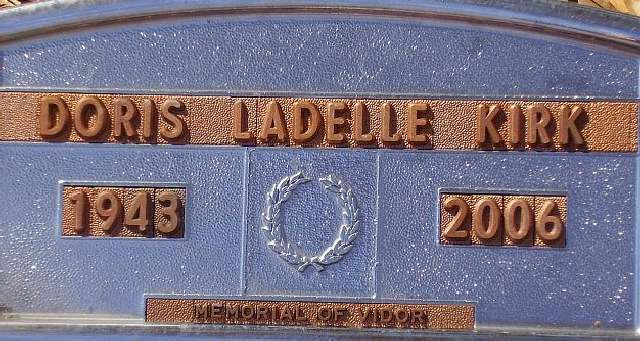 DORIS LADELLE KIRK
1943 2006
MEMORIAL OF VIDOR